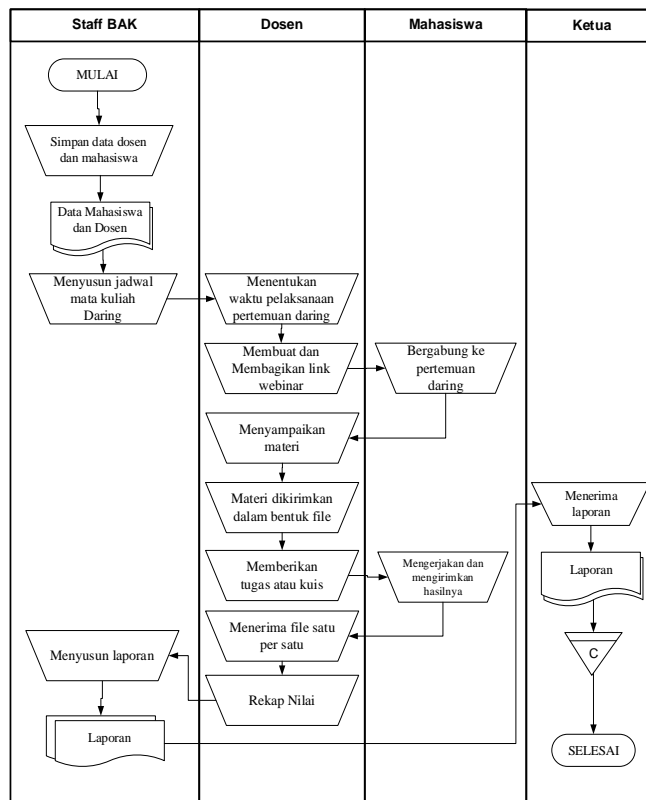 Staff BAK
Dosen
Mahasiswa
Ketua
MULAI
Simpan data dosen
dan mahasiswa
Data Mahasiswa
dan Dosen
Menyusun jadwal
mata kuliah
Daring
Menentukan
waktu pelaksanaan
pertemuan daring
Membuat dan
Membagikan link
webinar
Bergabung ke
pertemuan
daring
Menyampaikan
materi
Materi dikirimkan
dalam bentuk file
Memberikan
tugas atau kuis
Mengerjakan dan
mengirimkan
hasilnya
Menerima file satu
per satu
Rekap Nilai
Menyusun laporan
Laporan
Menerima
laporan
Laporan
C
SELESAI